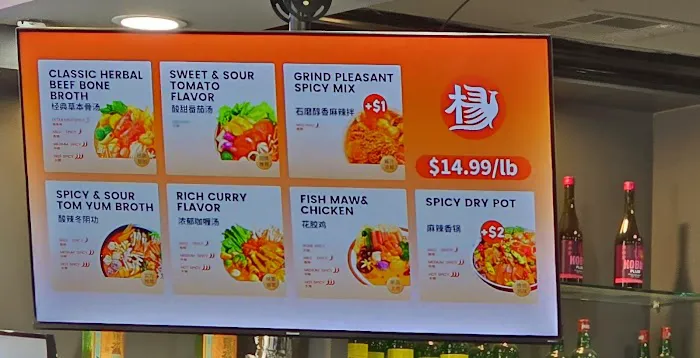 CLASSIC HERBAL
BEEF BONE
BROTH
经典草本骨汤
SWEET & SOUR
TOMATO
FLAVOR
酸甜番茄汤
GRIND PLEASANT
SPICY MIX
石磨醇香麻辣拌
+$1
$14.99/lb
SPICY & SOUR
TOM YUM BROTH
酸辣冬阴功
RICH CURRY
FLAVOR
浓郁咖喱汤
FISH MAW&
CHICKEN
花胶鸡
SPICY DRY POT
麻辣香锅
+$2